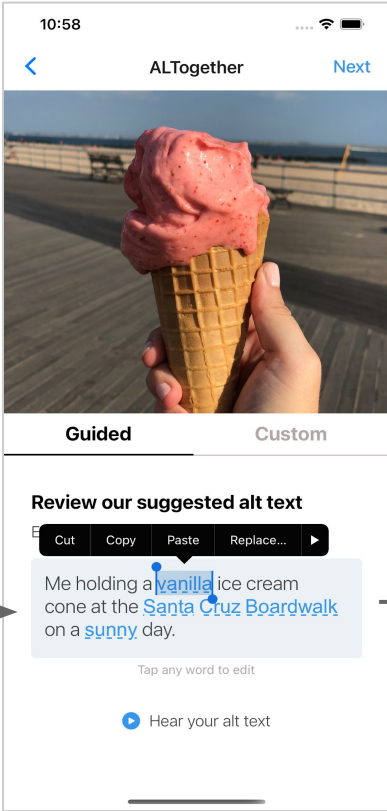 10:58
ALTogether
Next
Guided
Custom
Review our suggested alt text
E
Cut
Copy
Paste
Replace...
Me holding a vanilla ice cream
cone at the Santa Cruz Boardwalk
on a sunny day.
Tap any word to edit
Hear your alt text